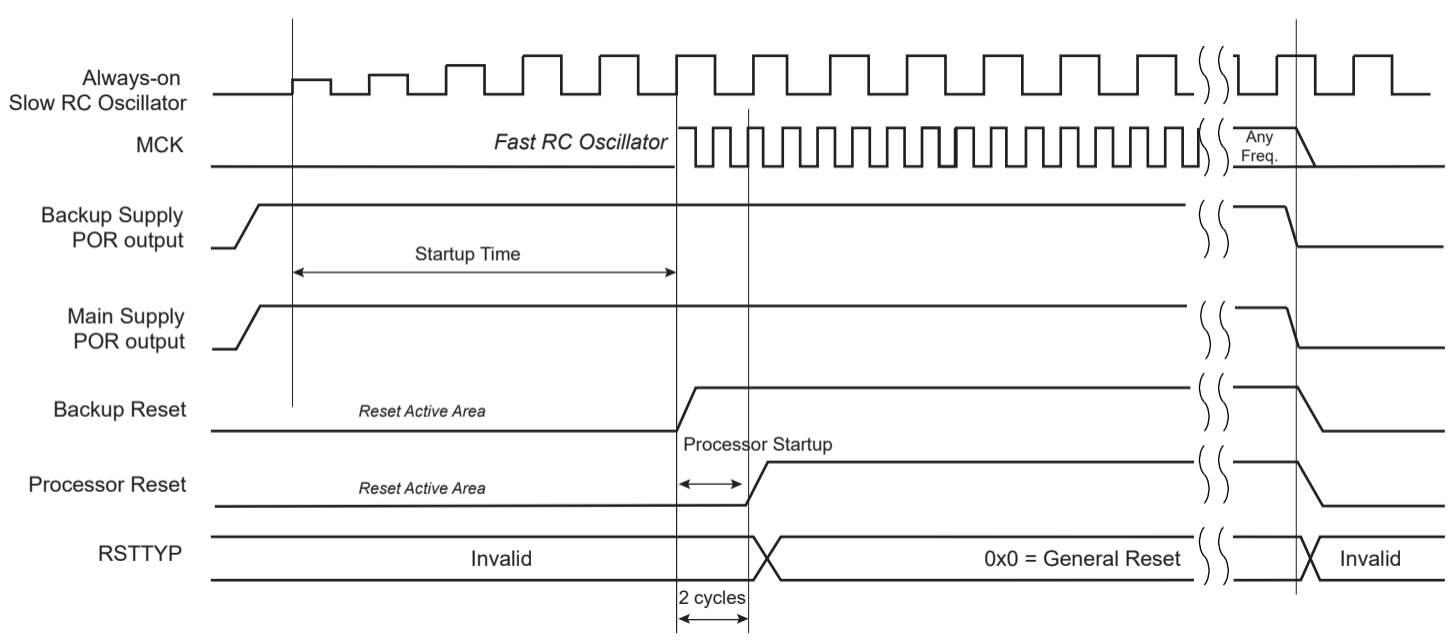 Always-on
Slow RC Oscillator
MCK
Fast RC Oscillator
Any
Freq.
Backup Supply
POR output
Startup Time
Main Supply
POR output
Backup Reset
Reset Active Area
Processor Startup
Processor Reset
Reset Active Area
RSTTYP
Invalid
0x0 = General Reset
Invalid
2 cycles